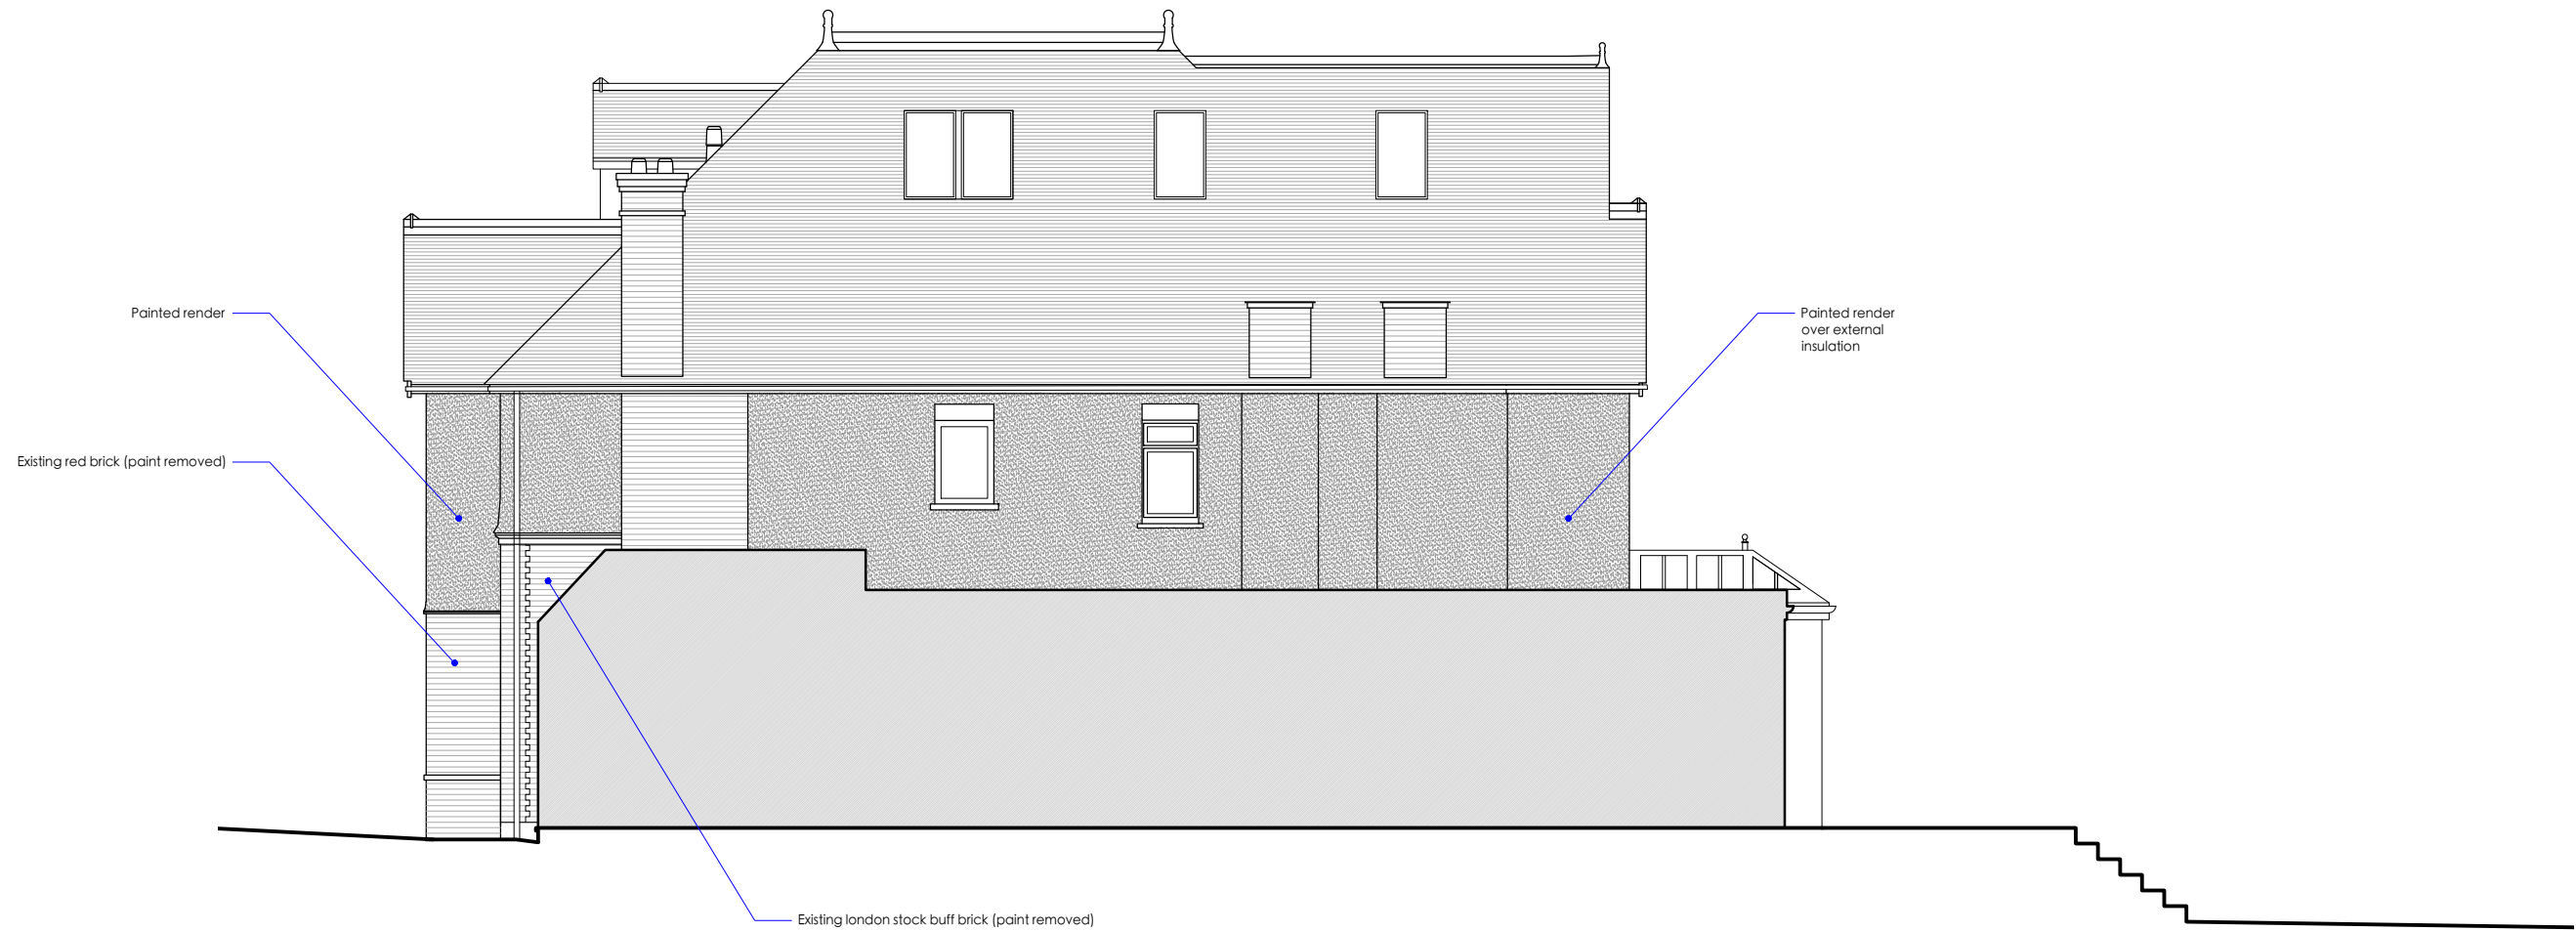 Painted render
Painted render
over external
insulation
Existing red brick (paint removed)
Existing london stock buff brick (paint removed)